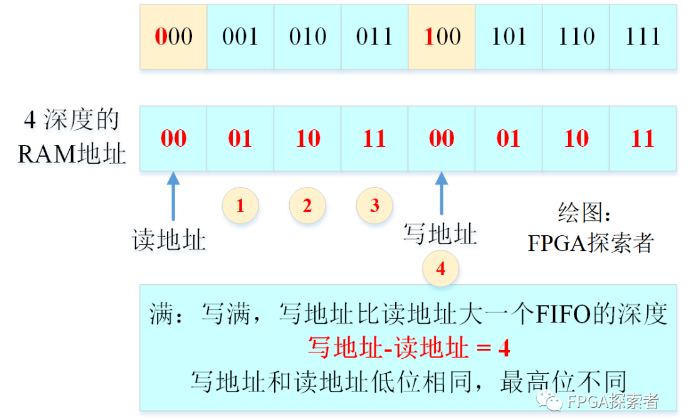 000 001 010 011 100 101 110 111
4 深度的
RAM地址
00 01 10 11 00 01 10 11
1 2 3
读地址
写地址
4
绘图：
FPGA探索者
满：写满，写地址比读地址大一个FIFO的深度
写地址-读地址 = 4
写地址和读地址低位相同，最高位不同
FPGA探索者